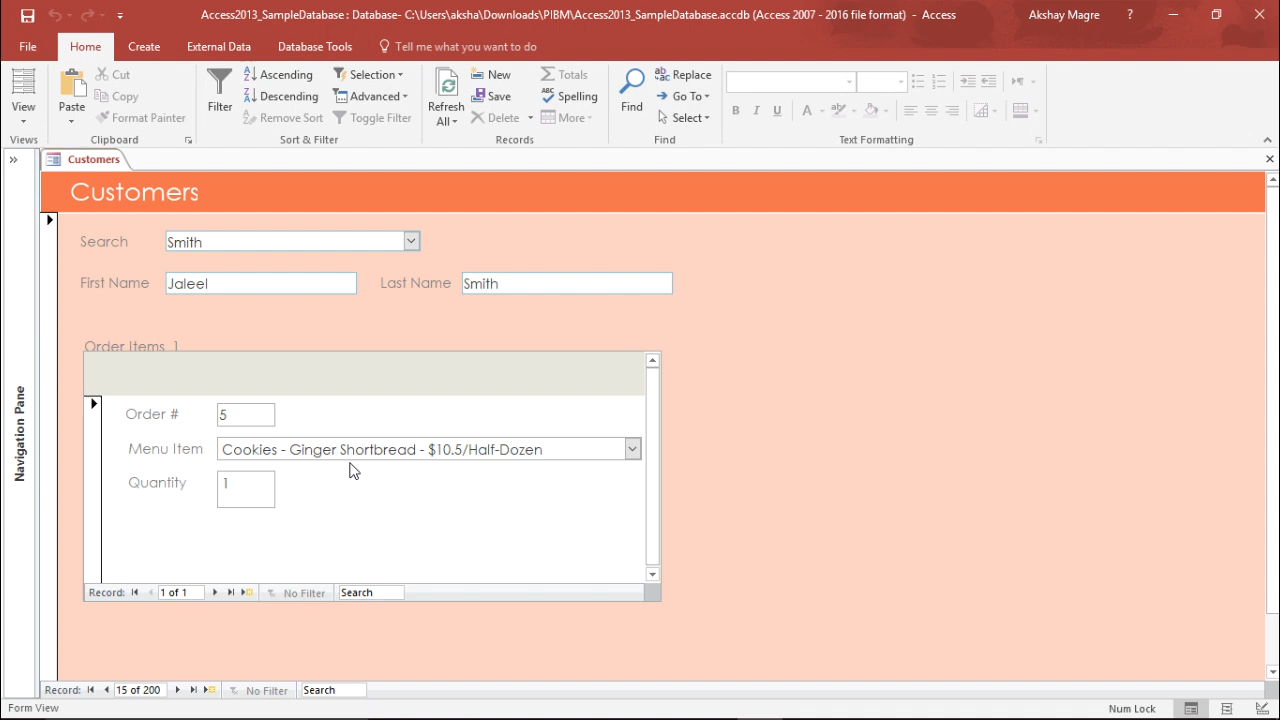 Access2013_SampleDatabase : Database- C:\Users\aksha\Downloads\PIBM\Access2013_SampleDatabase.accdb (Access 2007 - 2016 file format) - Access
Akshay Magre
?
File
Home
Create
External Data
Database Tools
Tell me what you want to do
View
Paste
Cut
Copy
Format Painter
Filter
Ascending
Descending
Remove Sort
Selection
Advanced
Toggle Filter
Refresh All
New
Save
Delete
Totals
Spelling
More
Find
Replace
Go To
Select
B I U A
Views
Clipboard
Sort & Filter
Records
Find
Text Formatting
Customers
Customers
Search Smith
First Name Jaleel Last Name Smith
Order Items 1
Order # 5
Menu Item Cookies - Ginger Shortbread - $10.5/Half-Dozen
Quantity 1
Record: 1 of 1 No Filter Search
Navigation Pane
Record: 15 of 200 No Filter Search
Form View
Num Lock